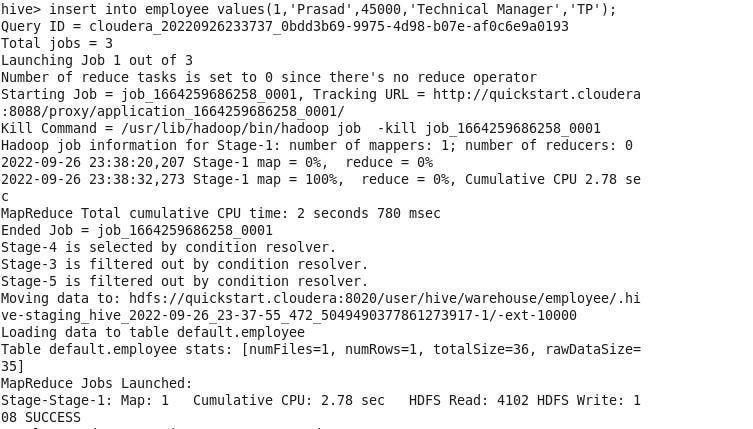 hive> insert into employee values(1,'Prasad',45000,'Technical Manager','TP');
Query ID = cloudera_20220926233737_0bdd3b69-9975-4d98-b07e-af0c6e9a0193
Total jobs = 3
Launching Job 1 out of 3
Number of reduce tasks is set to 0 since there's no reduce operator
Starting Job = job_1664259686258_0001, Tracking URL = http://quickstart.cloudera
:8088/proxy/application_1664259686258_0001/
Kill Command = /usr/lib/hadoop/bin/hadoop job  -kill job_1664259686258_0001
Hadoop job information for Stage-1: number of mappers: 1; number of reducers: 0
2022-09-26 23:38:20,207 Stage-1 map = 0%,  reduce = 0%
2022-09-26 23:38:32,273 Stage-1 map = 100%,  reduce = 0%, Cumulative CPU 2.78 se
c
MapReduce Total cumulative CPU time: 2 seconds 780 msec
Ended Job = job_1664259686258_0001
Stage-4 is selected by condition resolver.
Stage-3 is filtered out by condition resolver.
Stage-5 is filtered out by condition resolver.
Moving data to: hdfs://quickstart.cloudera:8020/user/hive/warehouse/employee/.hi
ve-staging_hive_2022-09-26_23-37-55_472_5049490377861273917-1/-ext-10000
Loading data to table default.employee
Table default.employee stats: [numFiles=1, numRows=1, totalSize=36, rawDataSize=
35]
MapReduce Jobs Launched:
Stage-Stage-1: Map: 1   Cumulative CPU: 2.78 sec   HDFS Read: 4102 HDFS Write: 1
08 SUCCESS